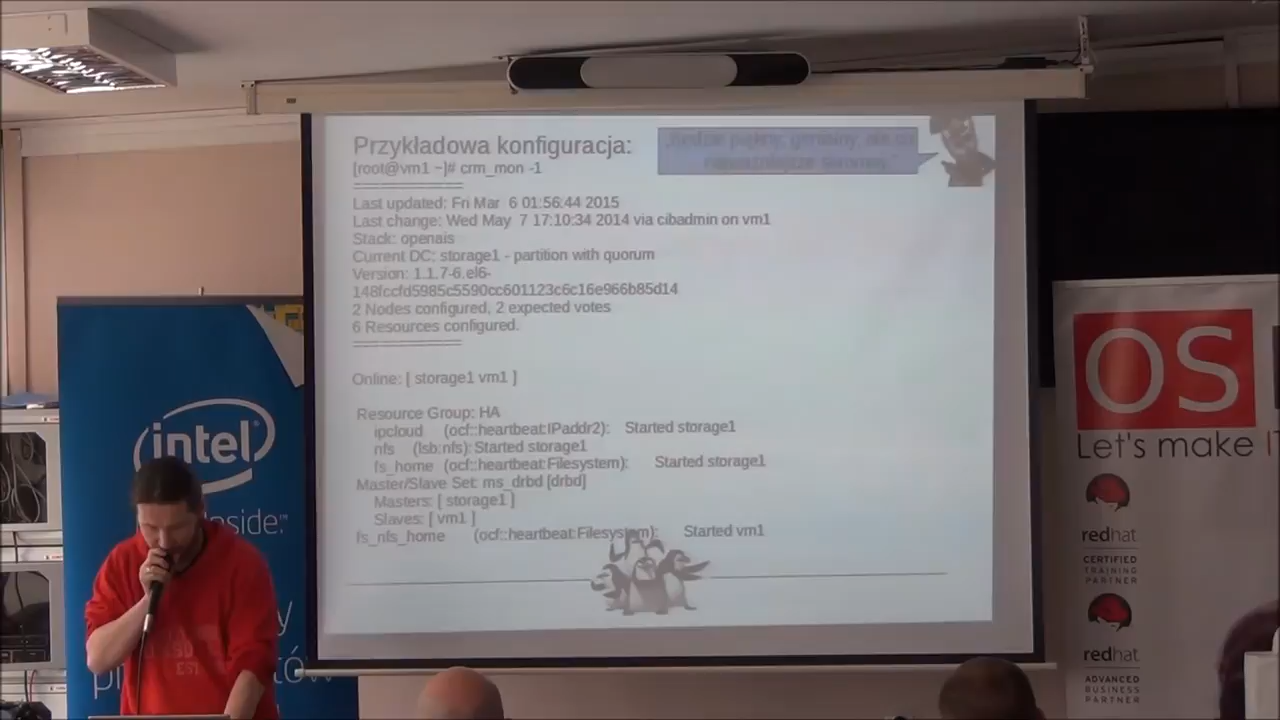 Przykładowa konfiguracja:
[root@vm1 ~]# crm_mon -1
============
Last updated: Fri Mar  6 01:56:44 2015
Last change: Wed May  7 17:10:34 2014 via cibadmin on vm1
Stack: openais
Current DC: storage1 - partition with quorum
Version: 1.1.7-6.el6-
148fccfd5985c5590cc601123c6c16e966b85d14
2 Nodes configured, 2 expected votes
6 Resources configured.
============
Online: [ storage1 vm1 ]
Resource Group: HA
ipcloud (ocf::heartbeat:IPaddr2): Started storage1
nfs (lsb:nfs): Started storage1
fs_home (ocf::heartbeat:Filesystem): Started storage1
Master/Slave Set: ms_drbd [drbd]
Masters: [ storage1 ]
Slaves: [ vm1 ]
fs_nfs_home (ocf::heartbeat:Filesystem): Started vm1
intel
inside™
OS
Let's make
redhat
CERTIFIED
TRAINING
PARTNER
redhat
ADVANCED
BUSINESS
PARTNER